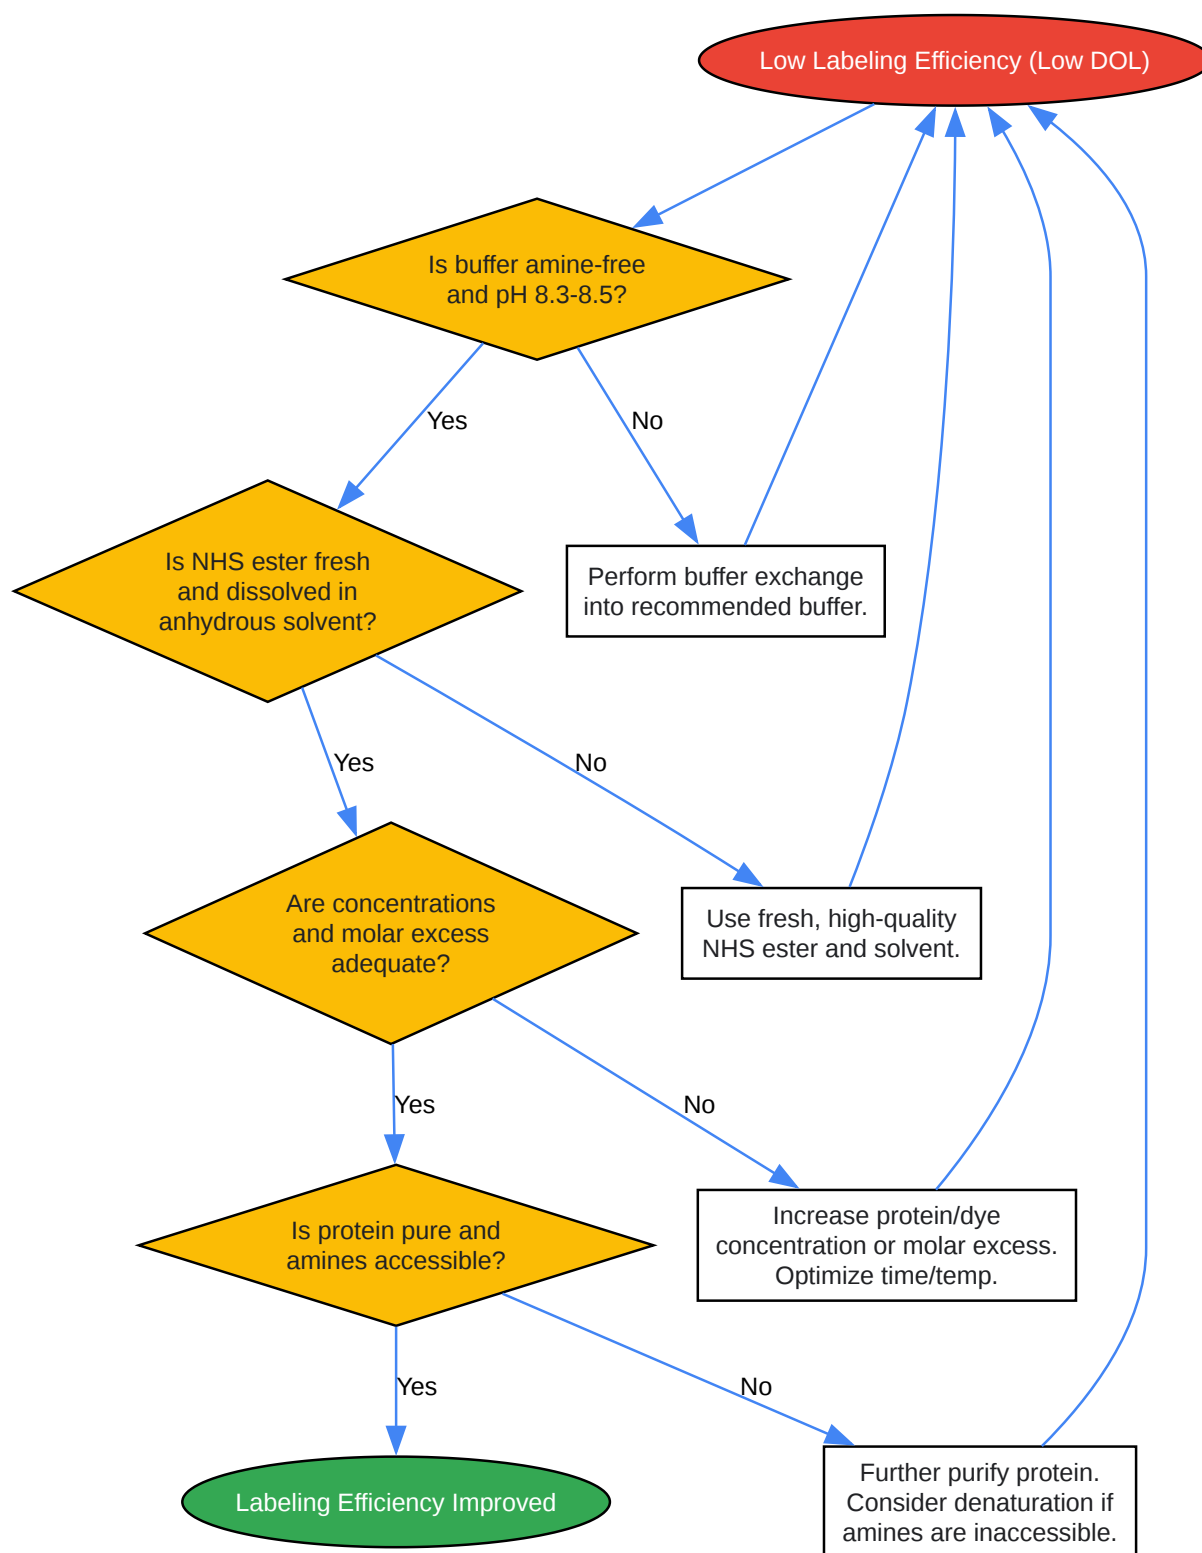 Low Labeling Efficiency (Low DOL)
Is buffer amine-free
and pH 8.3-8.5?
Yes
No
Is NHS ester fresh
and dissolved in
anhydrous solvent?
Perform buffer exchange
into recommended buffer.
Yes
No
Are concentrations
and molar excess
adequate?
Use fresh, high-quality
NHS ester and solvent.
Yes
No
Is protein pure and
amines accessible?
Increase protein/dye
concentration or molar excess.
Optimize time/temp.
Yes
No
Labeling Efficiency Improved
Further purify protein.
Consider denaturation if
amines are inaccessible.